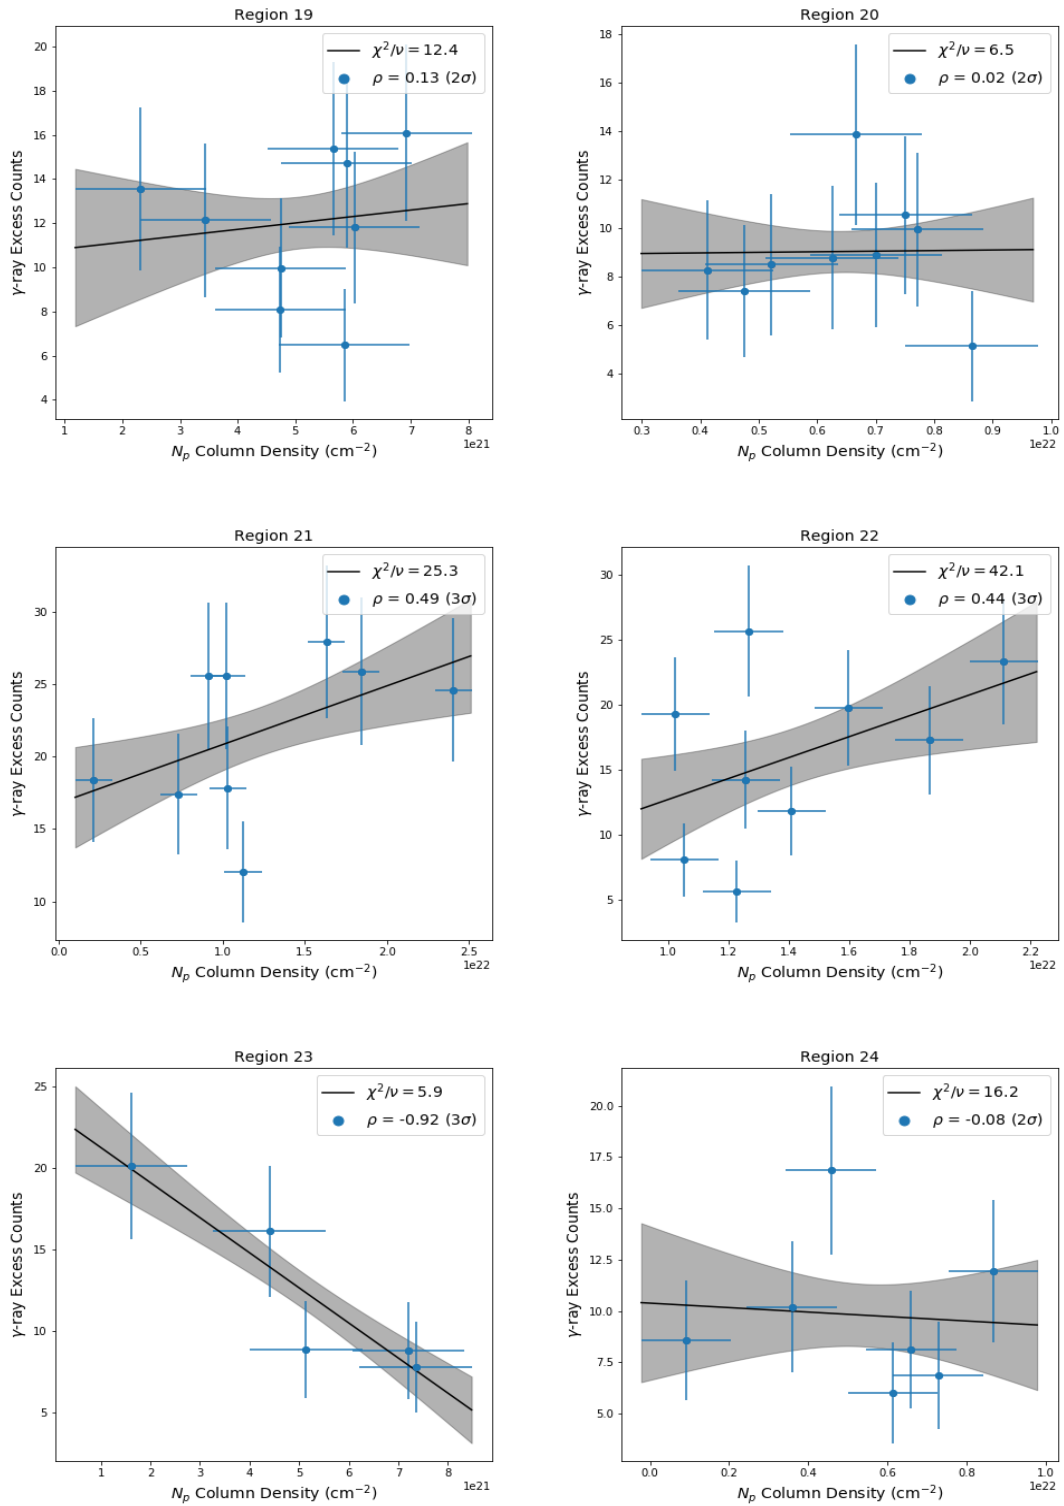 Region 19
χ²/ν = 12.4
ρ = 0.13 (2σ)
γ-ray Excess Counts
20
18
16
14
12
10
8
6
4
1 2 3 4 5 6 7 8
1e21
Nₚ Column Density (cm⁻²)
Region 20
χ²/ν = 6.5
ρ = 0.02 (2σ)
γ-ray Excess Counts
18
16
14
12
10
8
6
4
0.3 0.4 0.5 0.6 0.7 0.8 0.9 1.0
1e22
Nₚ Column Density (cm⁻²)
Region 21
χ²/ν = 25.3
ρ = 0.49 (3σ)
γ-ray Excess Counts
30
25
20
15
10
0.0 0.5 1.0 1.5 2.0 2.5
1e22
Nₚ Column Density (cm⁻²)
Region 22
χ²/ν = 42.1
ρ = 0.44 (3σ)
γ-ray Excess Counts
30
25
20
15
10
5
1.0 1.2 1.4 1.6 1.8 2.0 2.2
1e22
Nₚ Column Density (cm⁻²)
Region 23
χ²/ν = 5.9
ρ = -0.92 (3σ)
γ-ray Excess Counts
25
20
15
10
5
1 2 3 4 5 6 7 8
1e21
Nₚ Column Density (cm⁻²)
Region 24
χ²/ν = 16.2
ρ = -0.08 (2σ)
γ-ray Excess Counts
20.0
17.5
15.0
12.5
10.0
7.5
5.0
0.0 0.2 0.4 0.6 0.8 1.0
1e22
Nₚ Column Density (cm⁻²)